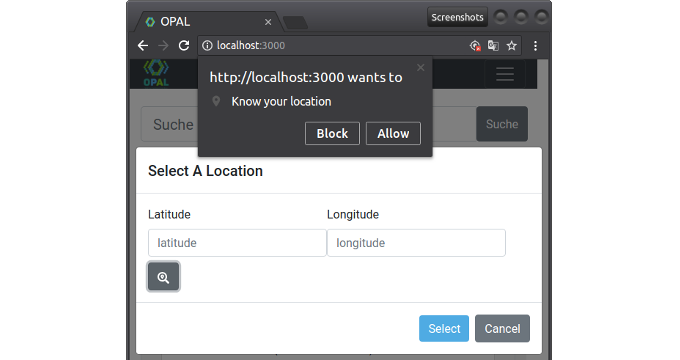 OPAL
Screenshots
localhost:3000
OPAL
http://localhost:3000 wants to
Know your location
Block
Allow
Suche
Suche
Select A Location
Latitude
Longitude
latitude
longitude
Select
Cancel